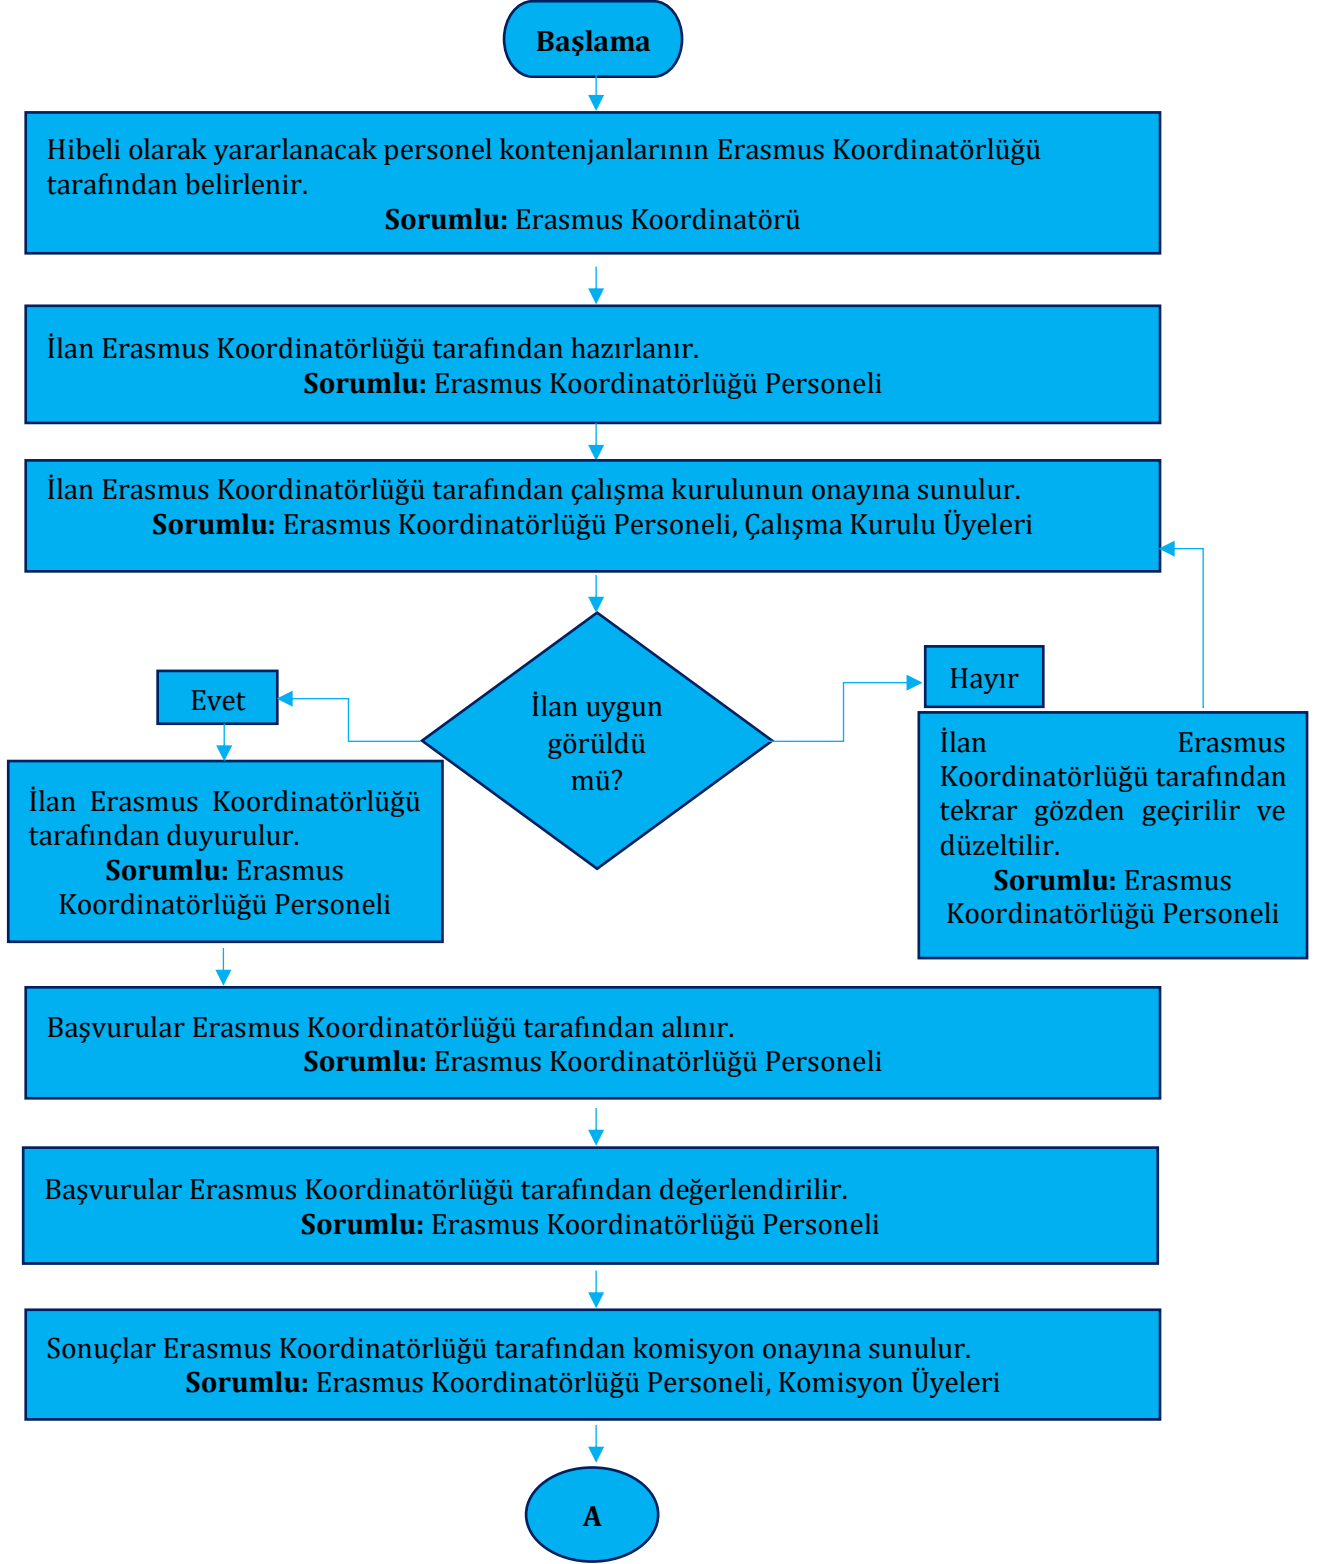 Başlama
Hibeli olarak yararlanacak personel kontenjanlarının Erasmus Koordinatörlüğü
tarafından belirlenir.
Sorumlu: Erasmus Koordinatörü
İlan Erasmus Koordinatörlüğü tarafından hazırlanır.
Sorumlu: Erasmus Koordinatörlüğü Personeli
İlan Erasmus Koordinatörlüğü tarafından çalışma kurulunun onayına sunulur.
Sorumlu: Erasmus Koordinatörlüğü Personeli, Çalışma Kurulu Üyeleri
İlan uygun
görüldü
mü?
Evet
İlan Erasmus Koordinatörlüğü
tarafından duyurulur.
Sorumlu: Erasmus
Koordinatörlüğü Personeli
Hayır
İlan Erasmus
Koordinatörlüğü tarafından
tekrar gözden geçirilir ve
düzeltilir.
Sorumlu: Erasmus
Koordinatörlüğü Personeli
Başvurular Erasmus Koordinatörlüğü tarafından alınır.
Sorumlu: Erasmus Koordinatörlüğü Personeli
Başvurular Erasmus Koordinatörlüğü tarafından değerlendirilir.
Sorumlu: Erasmus Koordinatörlüğü Personeli
Sonuçlar Erasmus Koordinatörlüğü tarafından komisyon onayına sunulur.
Sorumlu: Erasmus Koordinatörlüğü Personeli, Komisyon Üyeleri
A